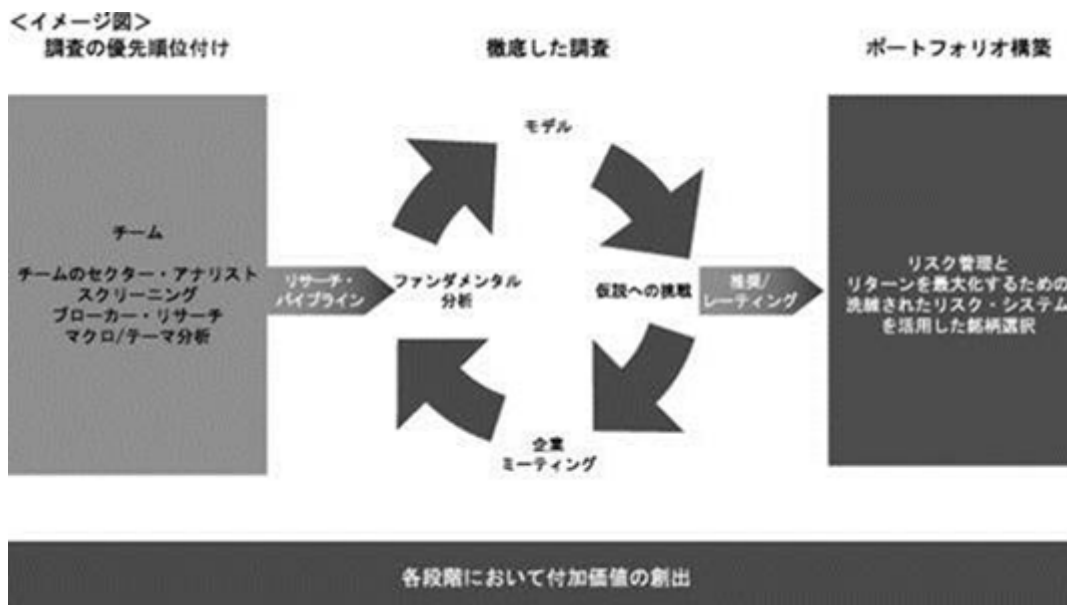 ＜イメージ図＞
調査の優先順位付け
徹底した調査
ポートフォリオ構築
チーム
チームのセクター・アナリスト
スクリーニング
ブローカー・リサーチ
マクロ/テーマ分析
リサーチ・
パイプライン
モデル
ファンダメンタル
分析
仮説への挑戦
企業
ミーティング
推奨/
レーティング
リスク管理と
リターンを最大化するための
洗練されたリスク・システム
を活用した銘柄選択
各段階において付加価値の創出